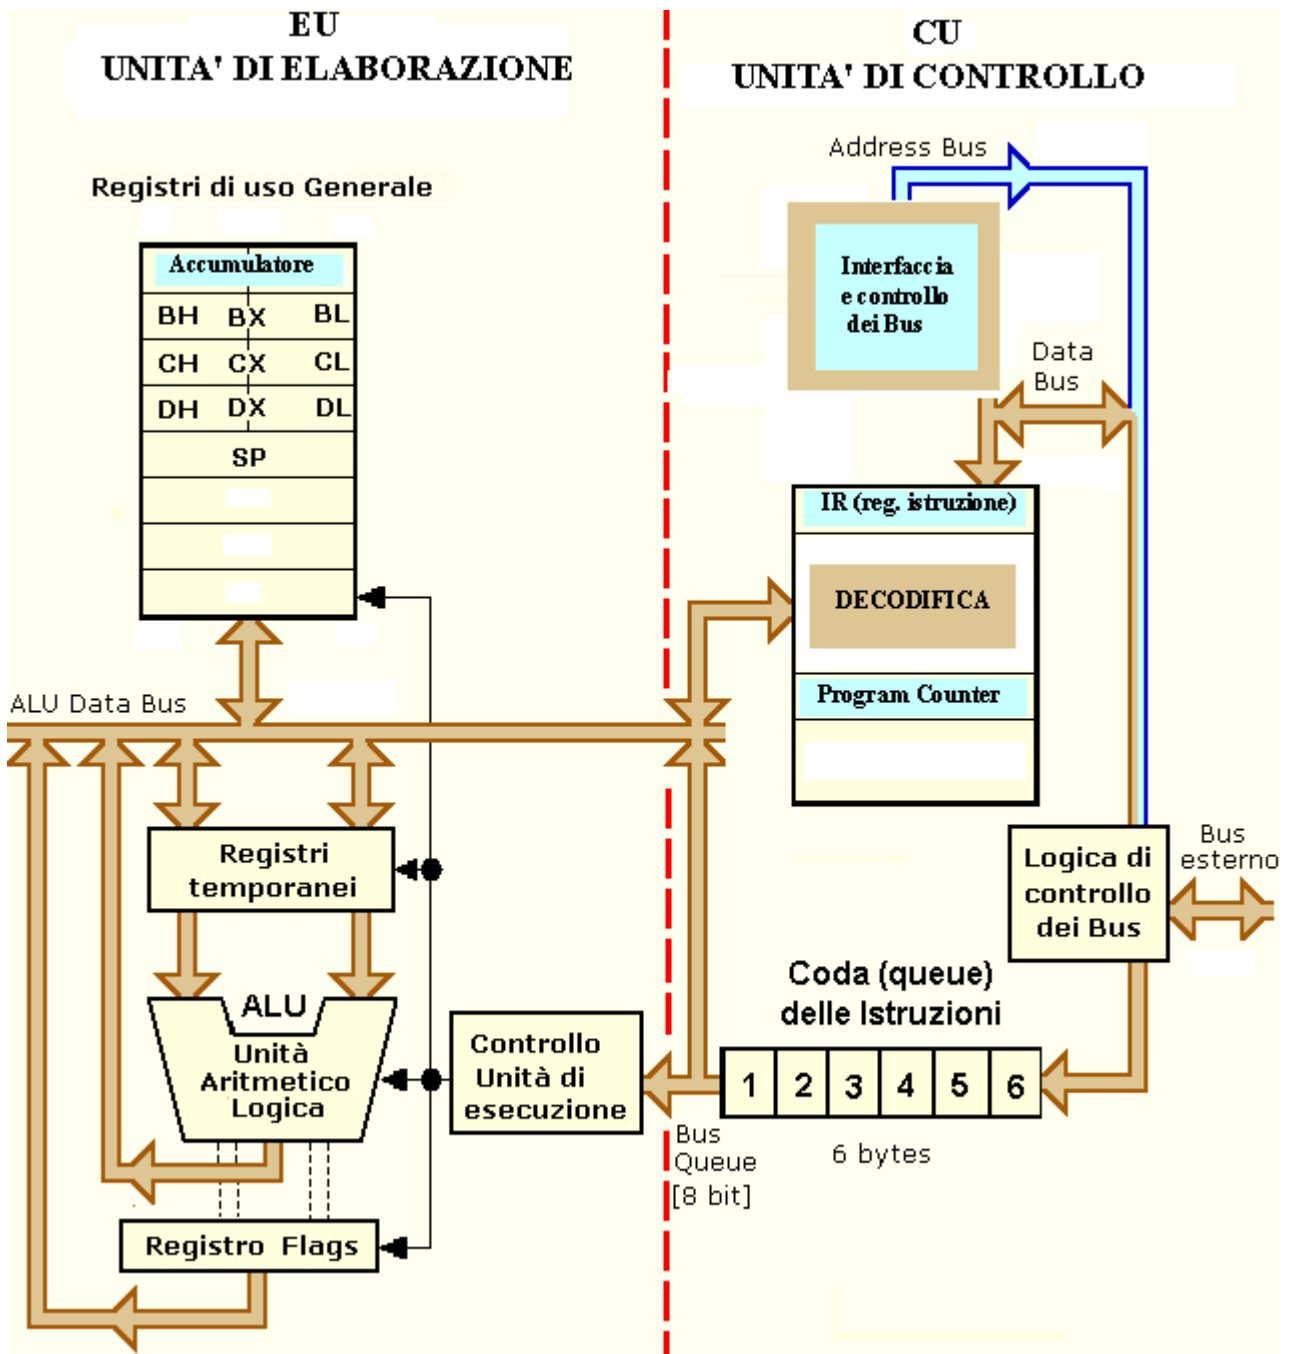 EU
UNITA' DI ELABORAZIONE
CU
UNITA' DI CONTROLLO
Address Bus
Registri di uso Generale
Accumulatore
BH BX BL
CH CX CL
DH DX DL
SP
Interfaccia
e controllo
dei Bus
Data
Bus
IR (reg. istruzione)
DECODIFICA
Program Counter
ALU Data Bus
Registri
temporanei
ALU
Unità
Aritmetico
Logica
Registro Flags
Controllo
Unità di
esecuzione
Logica di
controllo
dei Bus
Bus
esterno
Coda (queue)
delle Istruzioni
1 2 3 4 5 6
6 bytes
Bus
Queue
[8 bit]